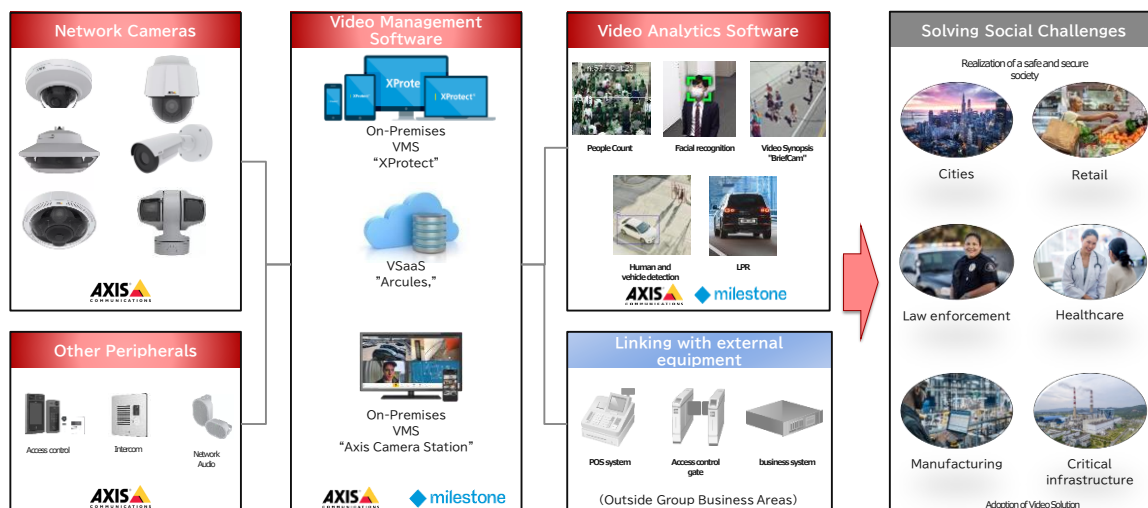 Network Cameras
AXIS
COMMUNICATIONS
Other Peripherals
Access control
Intercom
Network
Audio
AXIS
COMMUNICATIONS
Video Management
Software
XProte
XProtect®
On-Premises
VMS
“XProtect”
VSaaS
"Arcules,"
On-Premises
VMS
“Axis Camera Station”
AXIS
COMMUNICATIONS
milestone
Video Analytics Software
People Count
Facial recognition
Video Synopsis
"BriefCam"
Human and
vehicle detection
LPR
AXIS
COMMUNICATIONS
milestone
Linking with external
equipment
POS system
Access control
gate
business system
(Outside Group Business Areas)
Solving Social Challenges
Realization of a safe and secure
society
Cities
Retail
Law enforcement
Healthcare
Manufacturing
Critical
infrastructure
Adoption of Video Solution